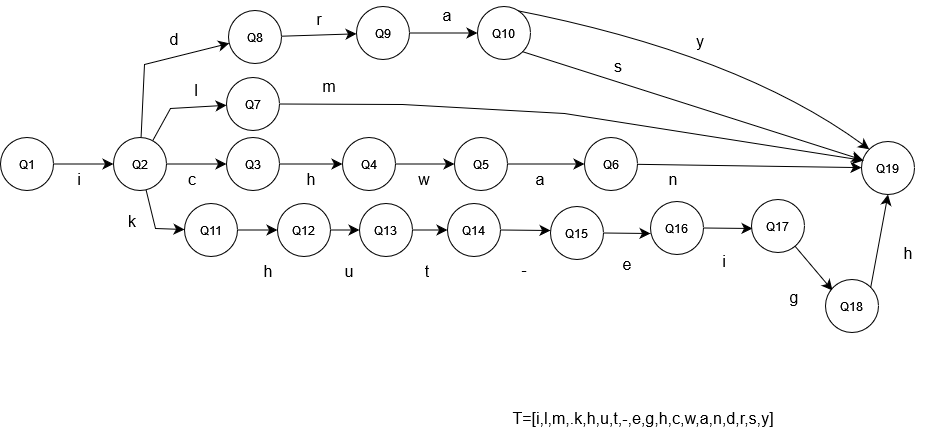 d
r
a
y
Q8
Q9
Q10
s
l
m
Q7
Q1
i
Q2
c
Q3
h
Q4
w
Q5
a
Q6
n
Q19
k
Q11
h
Q12
u
Q13
t
Q14
-
Q15
e
Q16
i
Q17
g
Q18
h
T=[i,l,m,.k,h,u,t,-,e,g,h,c,w,a,n,d,r,s,y]